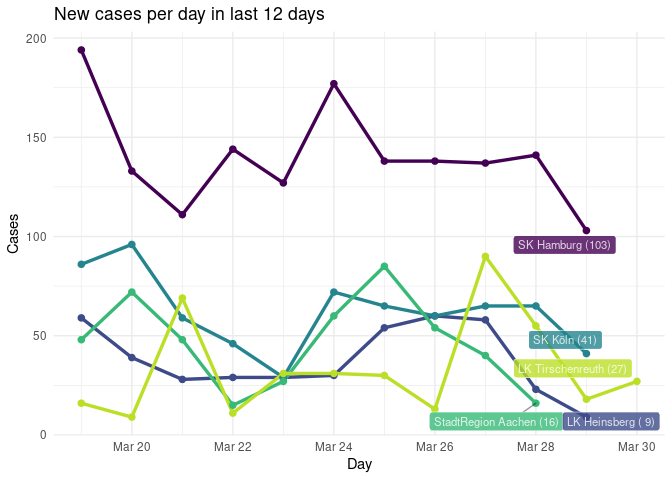 New cases per day in last 12 days
200
150
100
50
0
Cases
SK Hamburg (103)
SK Köln (41)
LK Tirschenreuth (27)
StadtRegion Aachen (16)
LK Heinsberg ( 9)
Mar 20
Mar 22
Mar 24
Mar 26
Mar 28
Mar 30
Day